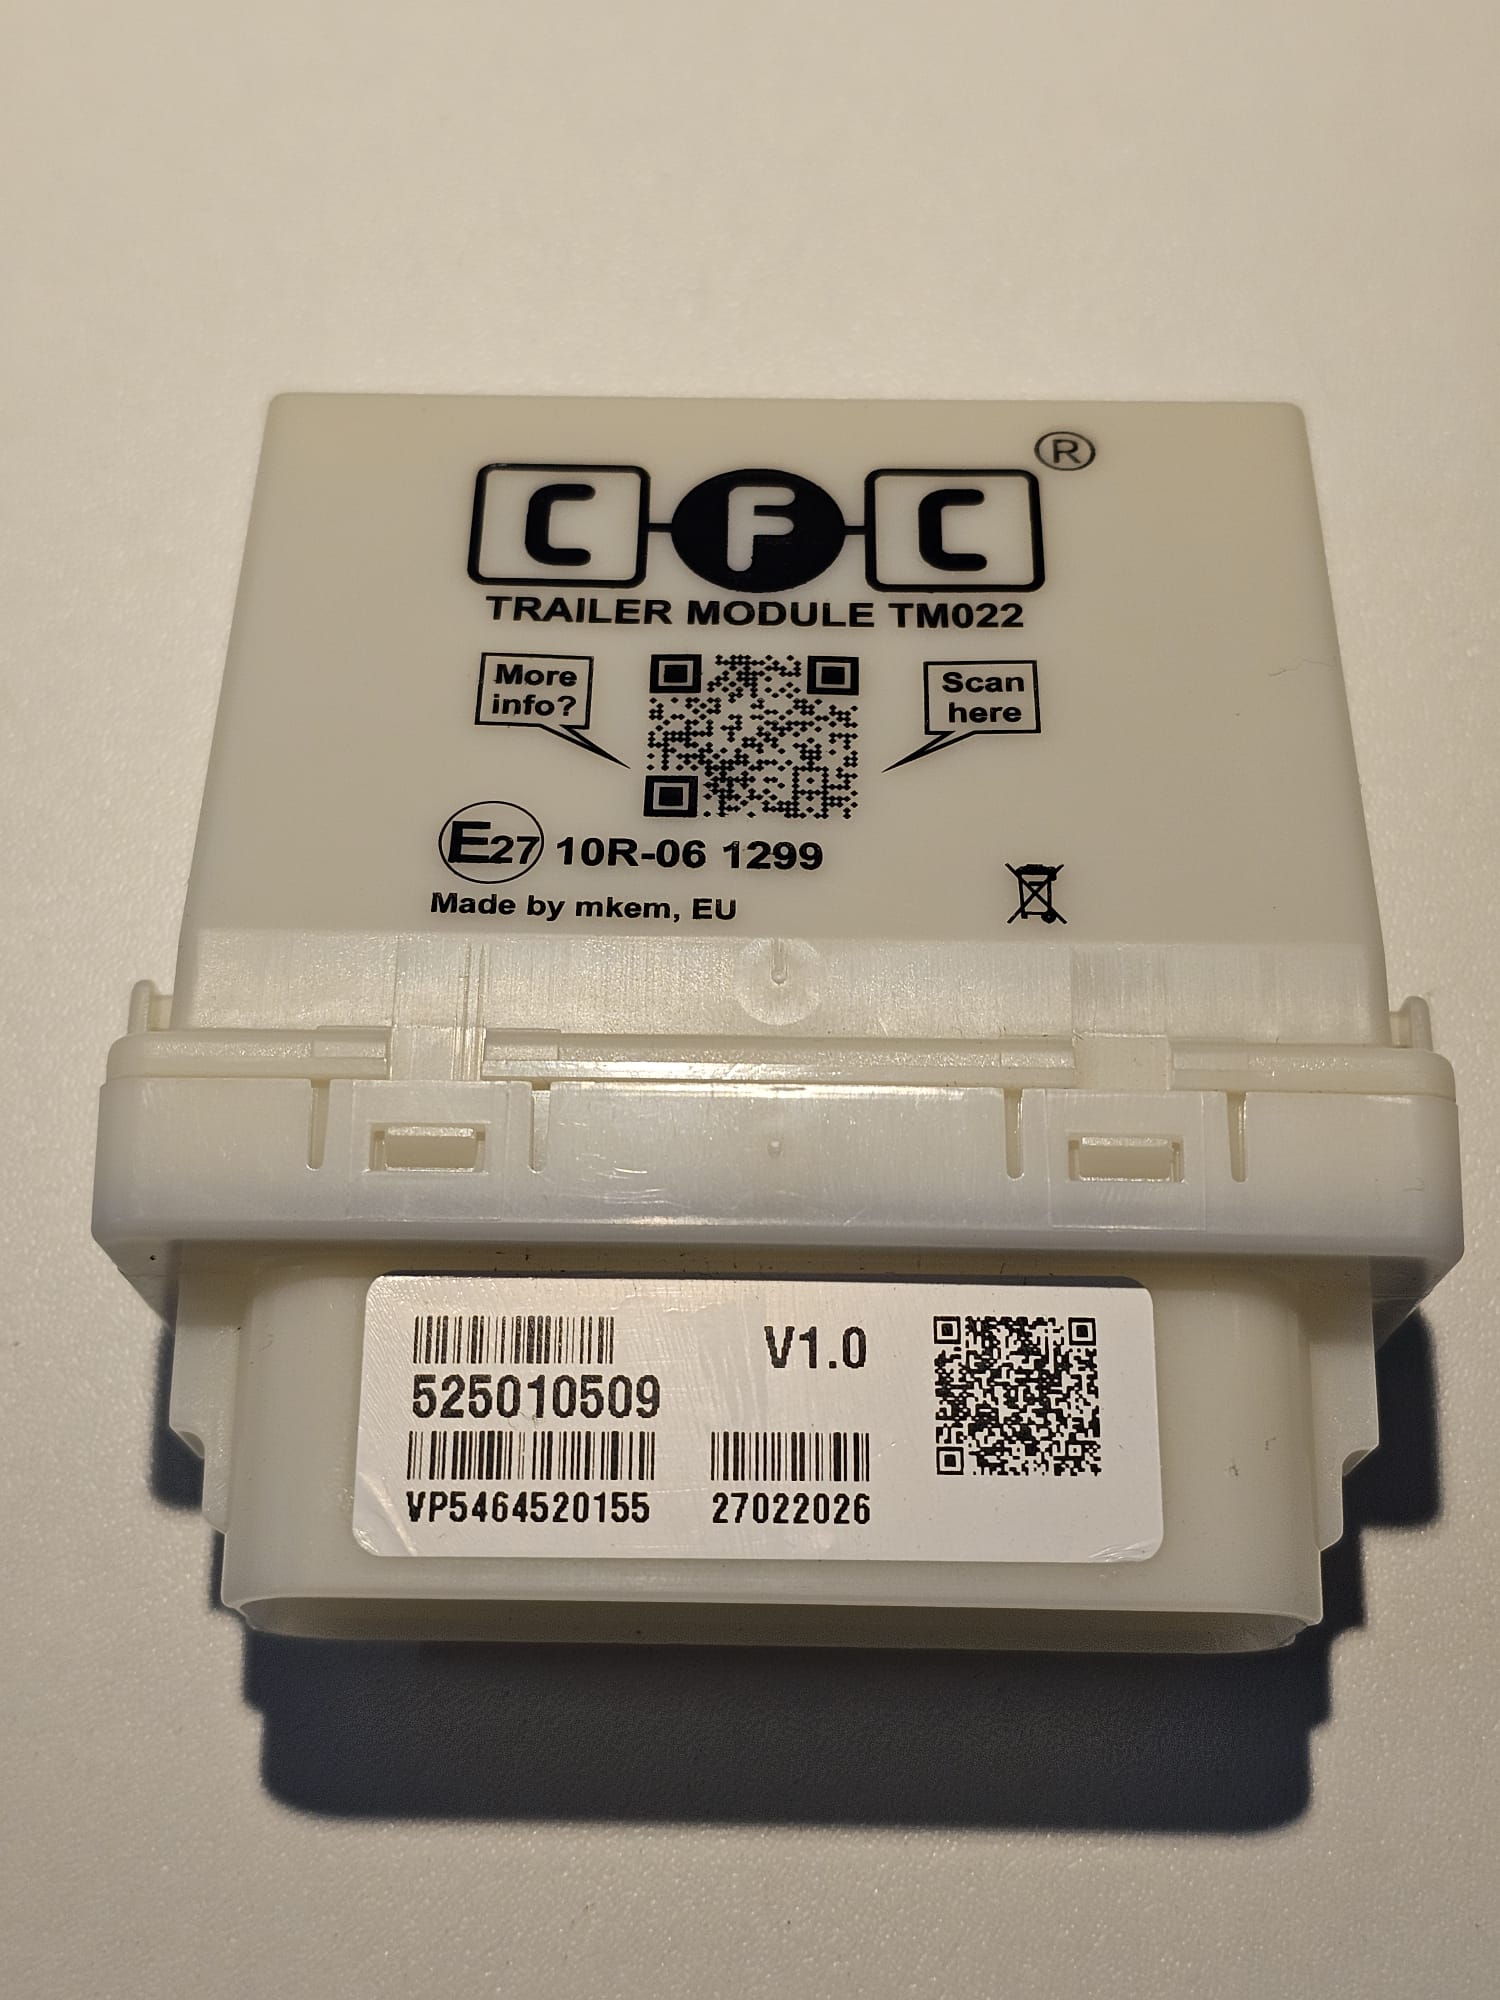 CFC®
TRAILER MODULE TM022
More
info?
Scan
here
E27 10R-06 1299
Made by mkem, EU
V1.0
525010509
VP5464520155 27022026